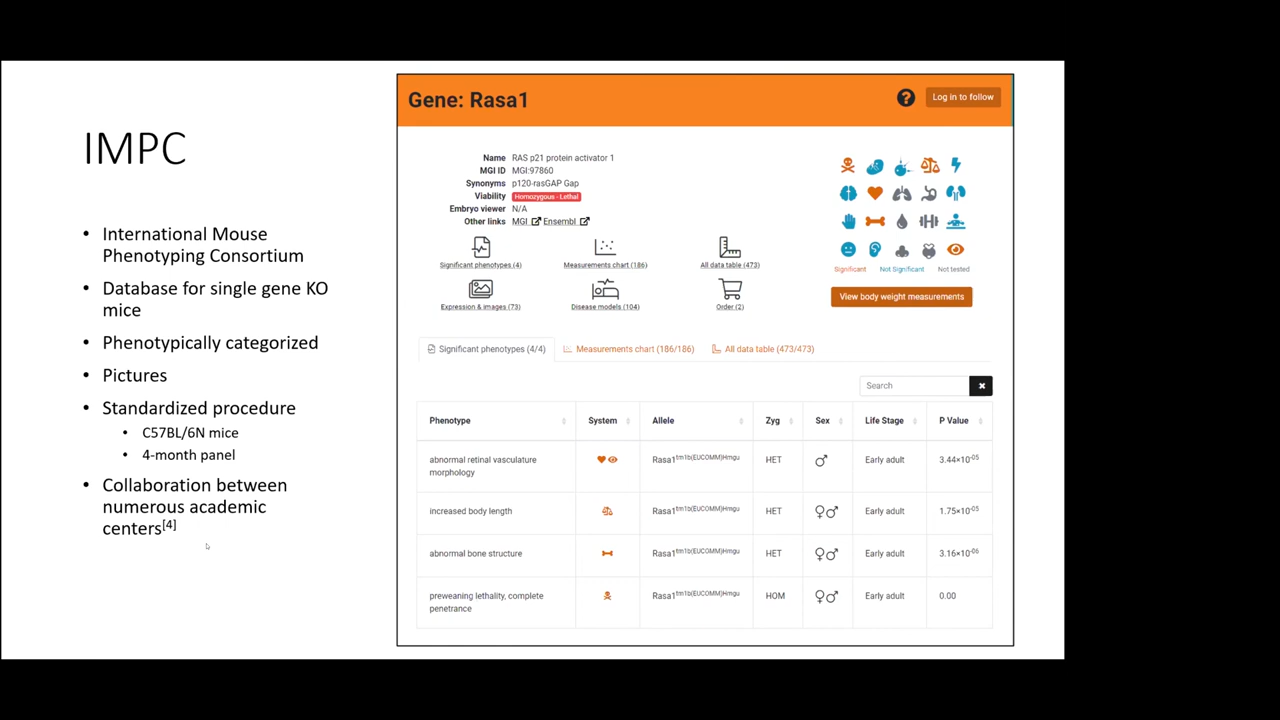 IMPC
• International Mouse
Phenotyping Consortium
• Database for single gene KO
mice
• Phenotypically categorized
• Pictures
• Standardized procedure
• C57BL/6N mice
• 4-month panel
• Collaboration between
numerous academic
centers[4]
Gene: Rasa1
Log in to follow
Name RAS p21 protein activator 1
MGI ID MGI:97860
Synonyms p120-rasGAP Gap
Viability Homozygous - Lethal
Embryo viewer N/A
Other links MGI Ensembl
Significant phenotypes (4) Measurements chart (186) All data table (473)
Expression & images (73) Disease models (104) Order (2)
Significant Not Significant Not tested
View body weight measurements
Significant phenotypes (4/4) Measurements chart (186/186) All data table (473/473)
Search
Phenotype System Allele Zyg Sex Life Stage P Value
abnormal retinal vasculature
morphology
Rasa1tm1b(EUCOMM)Hmgu HET ♂ Early adult 3.44×10-05
increased body length Rasa1tm1b(EUCOMM)Hmgu HET ♀♂ Early adult 1.75×10-05
abnormal bone structure Rasa1tm1b(EUCOMM)Hmgu HET ♀♂ Early adult 3.16×10-06
preweaning lethality, complete
penetrance
Rasa1tm1b(EUCOMM)Hmgu HOM ♀♂ Early adult 0.00